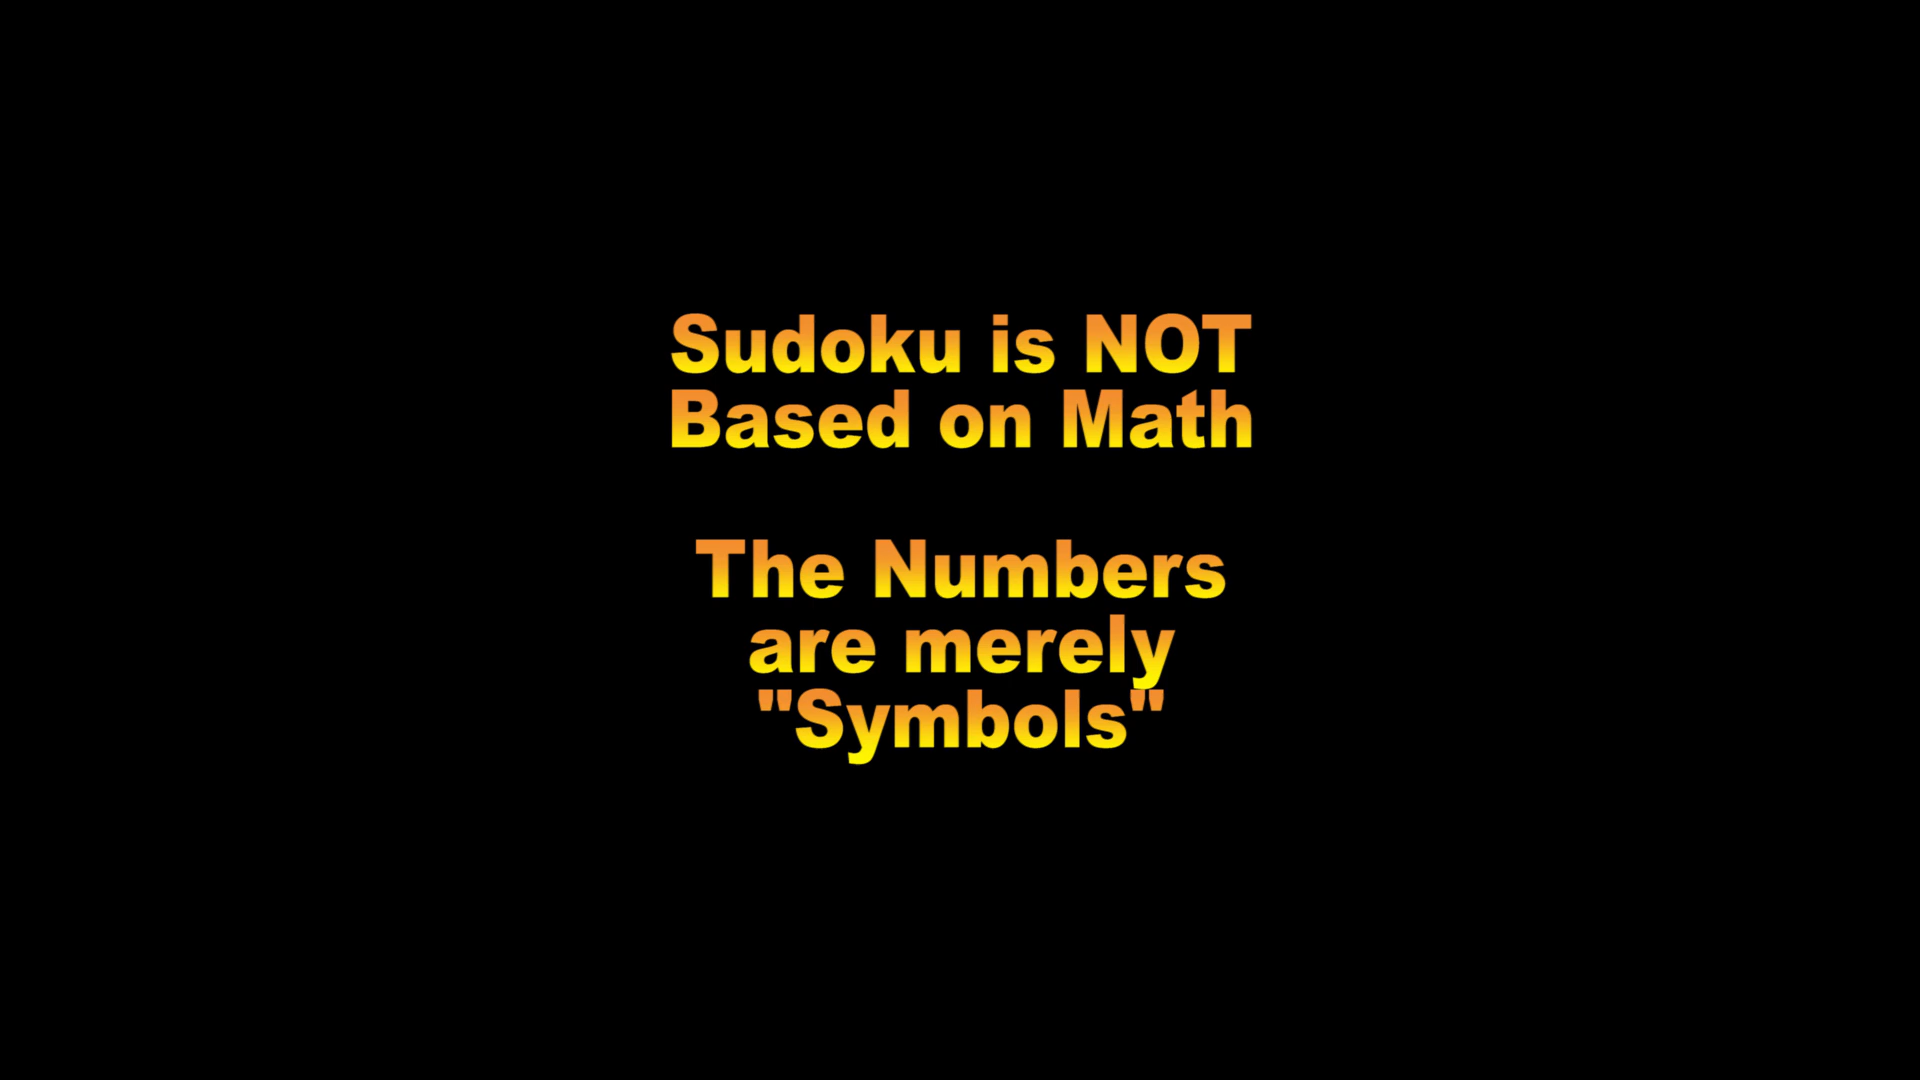 Sudoku is NOT
Based on Math
The Numbers
are merely
"Symbols"